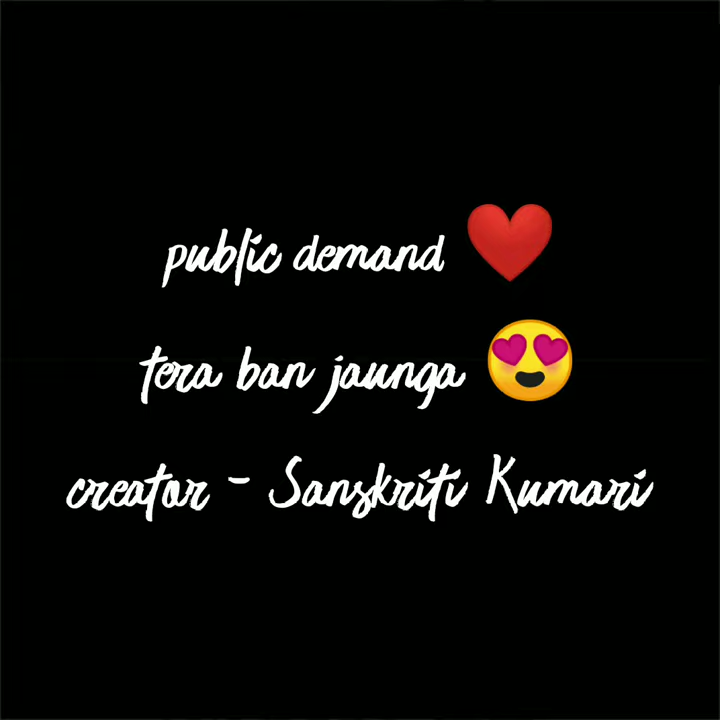 public demand ❤️
tera ban jaunga 😍
creator - Sanskriti Kumari